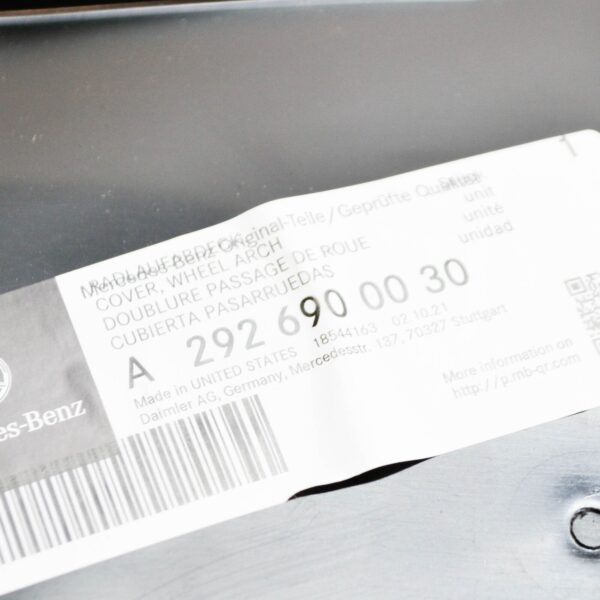 Mercedes-Benz Original-Teile/Geprüfte Qualität
1
unit
unité
unidad
RADLAUFABDECK
COVER, WHEEL ARCH
DOUBLURE PASSAGE DE ROUE
CUBIERTA PASARRUEDAS
A 292 690 00 30
Made in UNITED STATES 18544163 02.10.21
Daimler AG, Germany, Mercedesstr. 137, 70327 Stuttgart
More information on
http://p.mb-qr.com
es-Benz